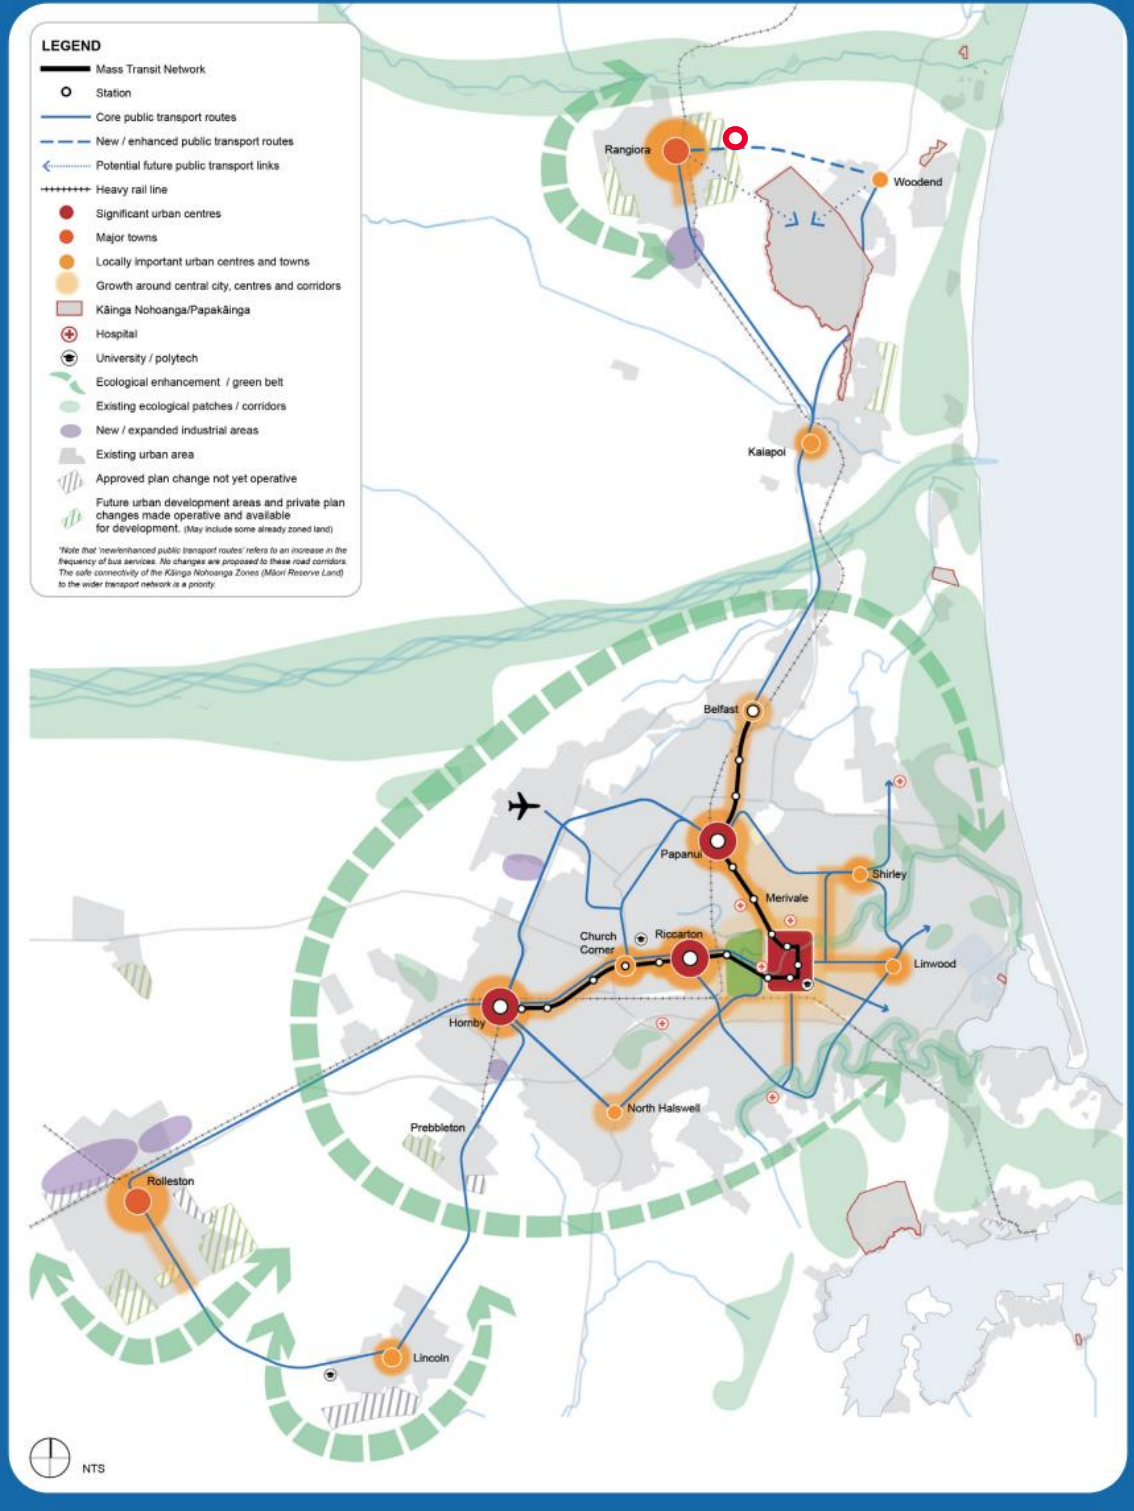 LEGEND
Mass Transit Network
Station
Core public transport routes
New / enhanced public transport routes
Potential future public transport links
Heavy rail line
Significant urban centres
Major towns
Locally important urban centres and towns
Growth around central city, centres and corridors
Kāinga Nohoanga/Papakāinga
Hospital
University / polytech
Ecological enhancement / green belt
Existing ecological patches / corridors
New / expanded industrial areas
Existing urban area
Approved plan change not yet operative
Future urban development areas and private plan
changes made operative and available
for development. (May include some already zoned land)
*Note that 'new/enhanced public transport routes' refers to an increase in the
frequency of bus services. No changes are proposed to these road corridors.
The safe connectivity of the Kāinga Nohoanga Zones (Māori Reserve Land)
to the wider transport network is a priority.
Rangiora
Woodend
Kaiapoi
Belfast
Papanui
Shirley
Merivale
Church
Corner
Riccarton
Linwood
Hornby
North Halswell
Prebbleton
Rolleston
Lincoln
NTS